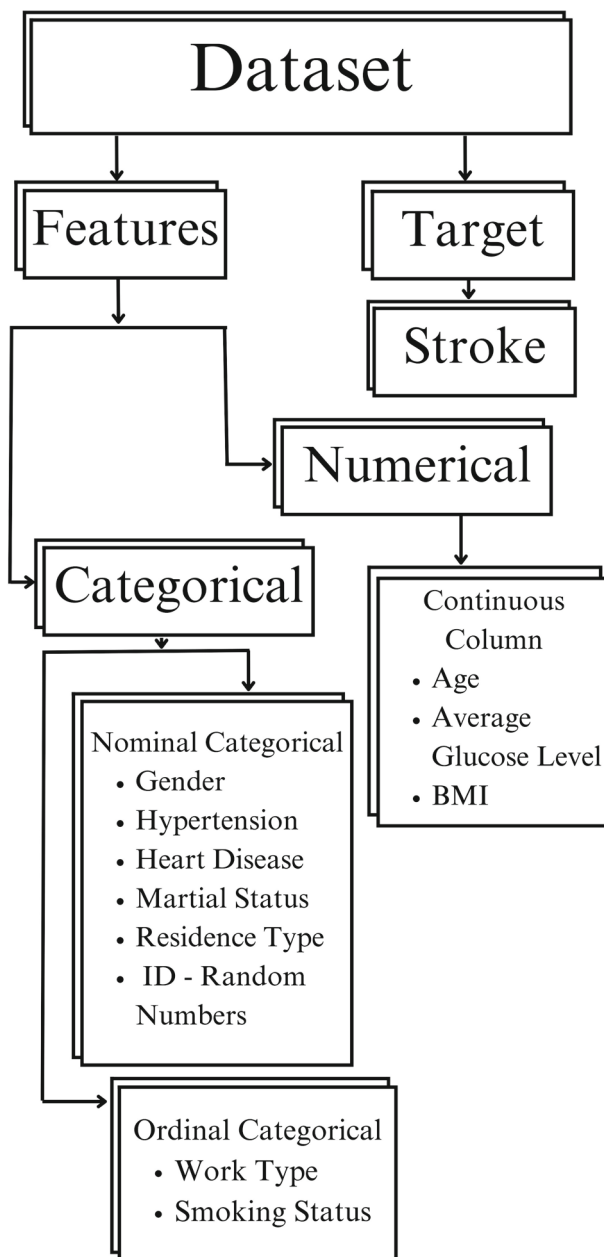 Dataset
Features
Target
Stroke
Numerical
Categorical
Continuous
Column
• Age
• Average
Glucose Level
• BMI
Nominal Categorical
• Gender
• Hypertension
• Heart Disease
• Martial Status
• Residence Type
• ID - Random
Numbers
Ordinal Categorical
• Work Type
• Smoking Status